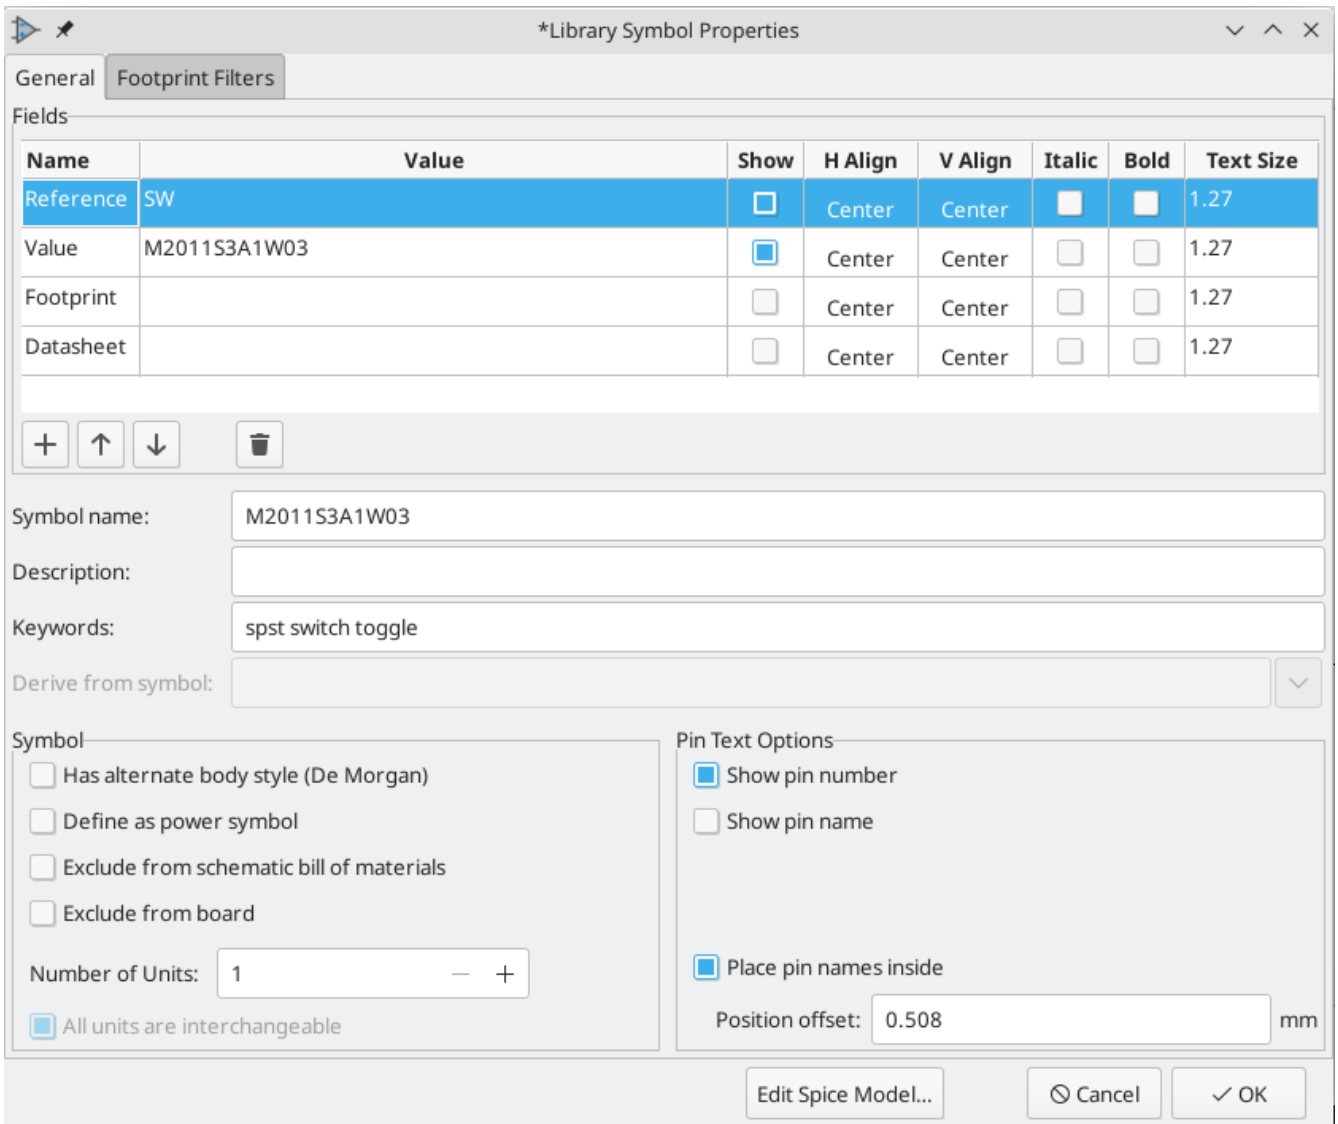 *Library Symbol Properties
General Footprint Filters
Fields
Name Value Show H Align V Align Italic Bold Text Size
Reference SW Center Center 1.27
Value M2011S3A1W03 Center Center 1.27
Footprint Center Center 1.27
Datasheet Center Center 1.27
Symbol name: M2011S3A1W03
Description:
Keywords: spst switch toggle
Derive from symbol:
Symbol Pin Text Options
Has alternate body style (De Morgan) Show pin number
Define as power symbol Show pin name
Exclude from schematic bill of materials
Exclude from board
Number of Units: 1 Place pin names inside
All units are interchangeable Position offset: 0.508 mm
Edit Spice Model... Cancel OK